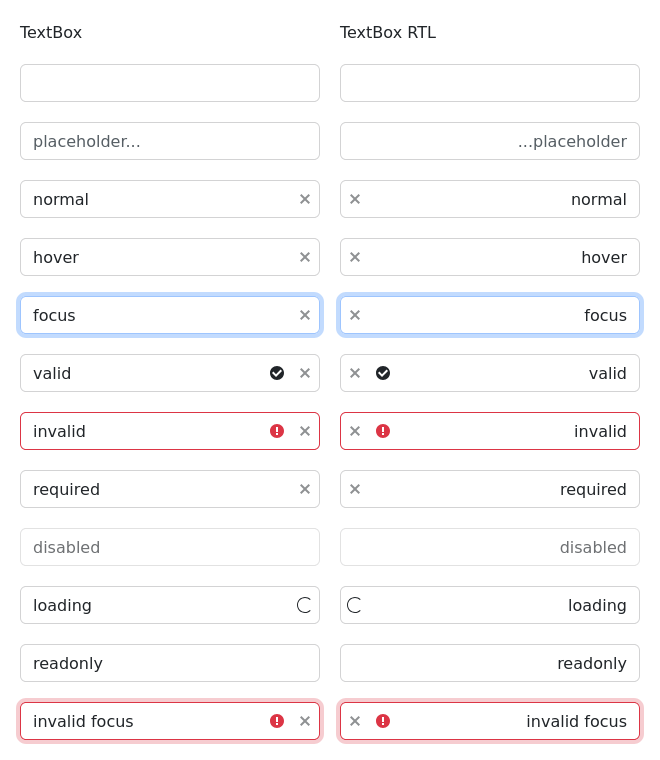 TextBox
placeholder...
normal
hover
focus
valid
invalid
required
disabled
loading
readonly
invalid focus
TextBox RTL
...placeholder
normal
hover
focus
valid
invalid
required
disabled
loading
readonly
invalid focus